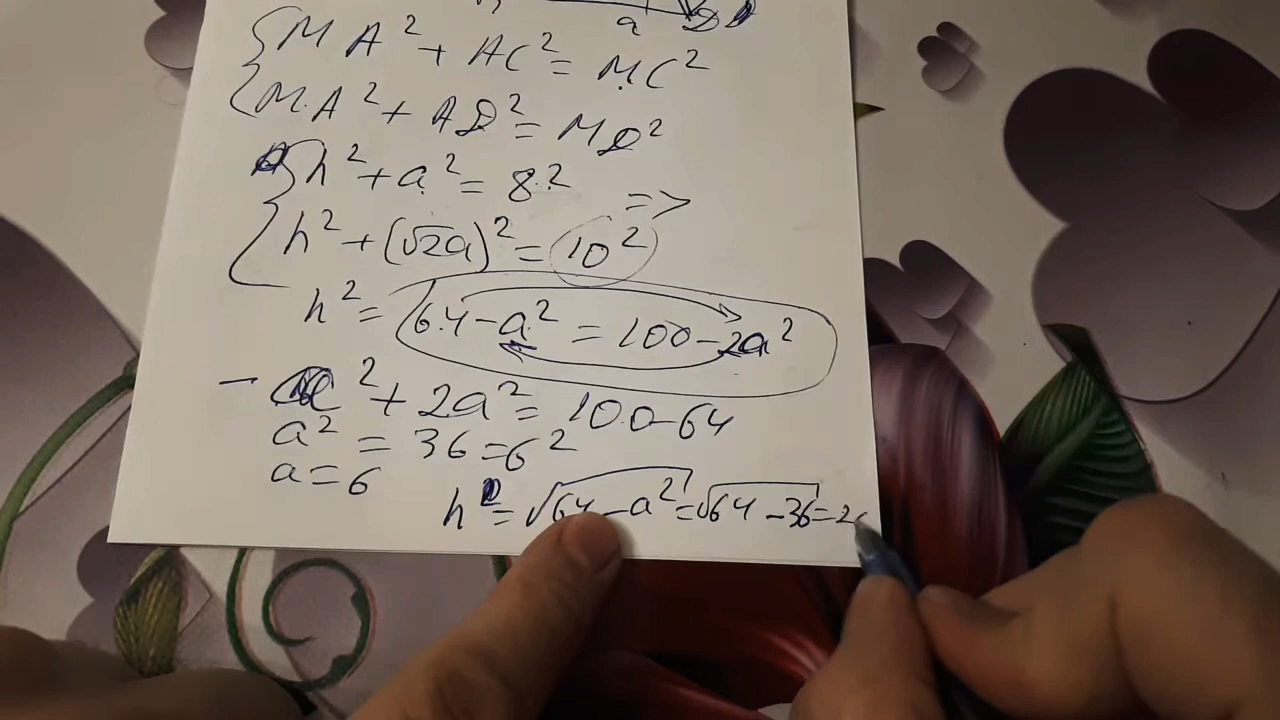 a
MA² + AC² = MC²
MA² + AD² = MD²
h² + a² = 8²
=>
h² + (√2a)² = 10²
h² = 64 - a² = 100 - 2a²
- a² + 2a² = 100 - 64
a² = 36 = 6²
a = 6
h = √64 - a² = √64 - 36 = 2